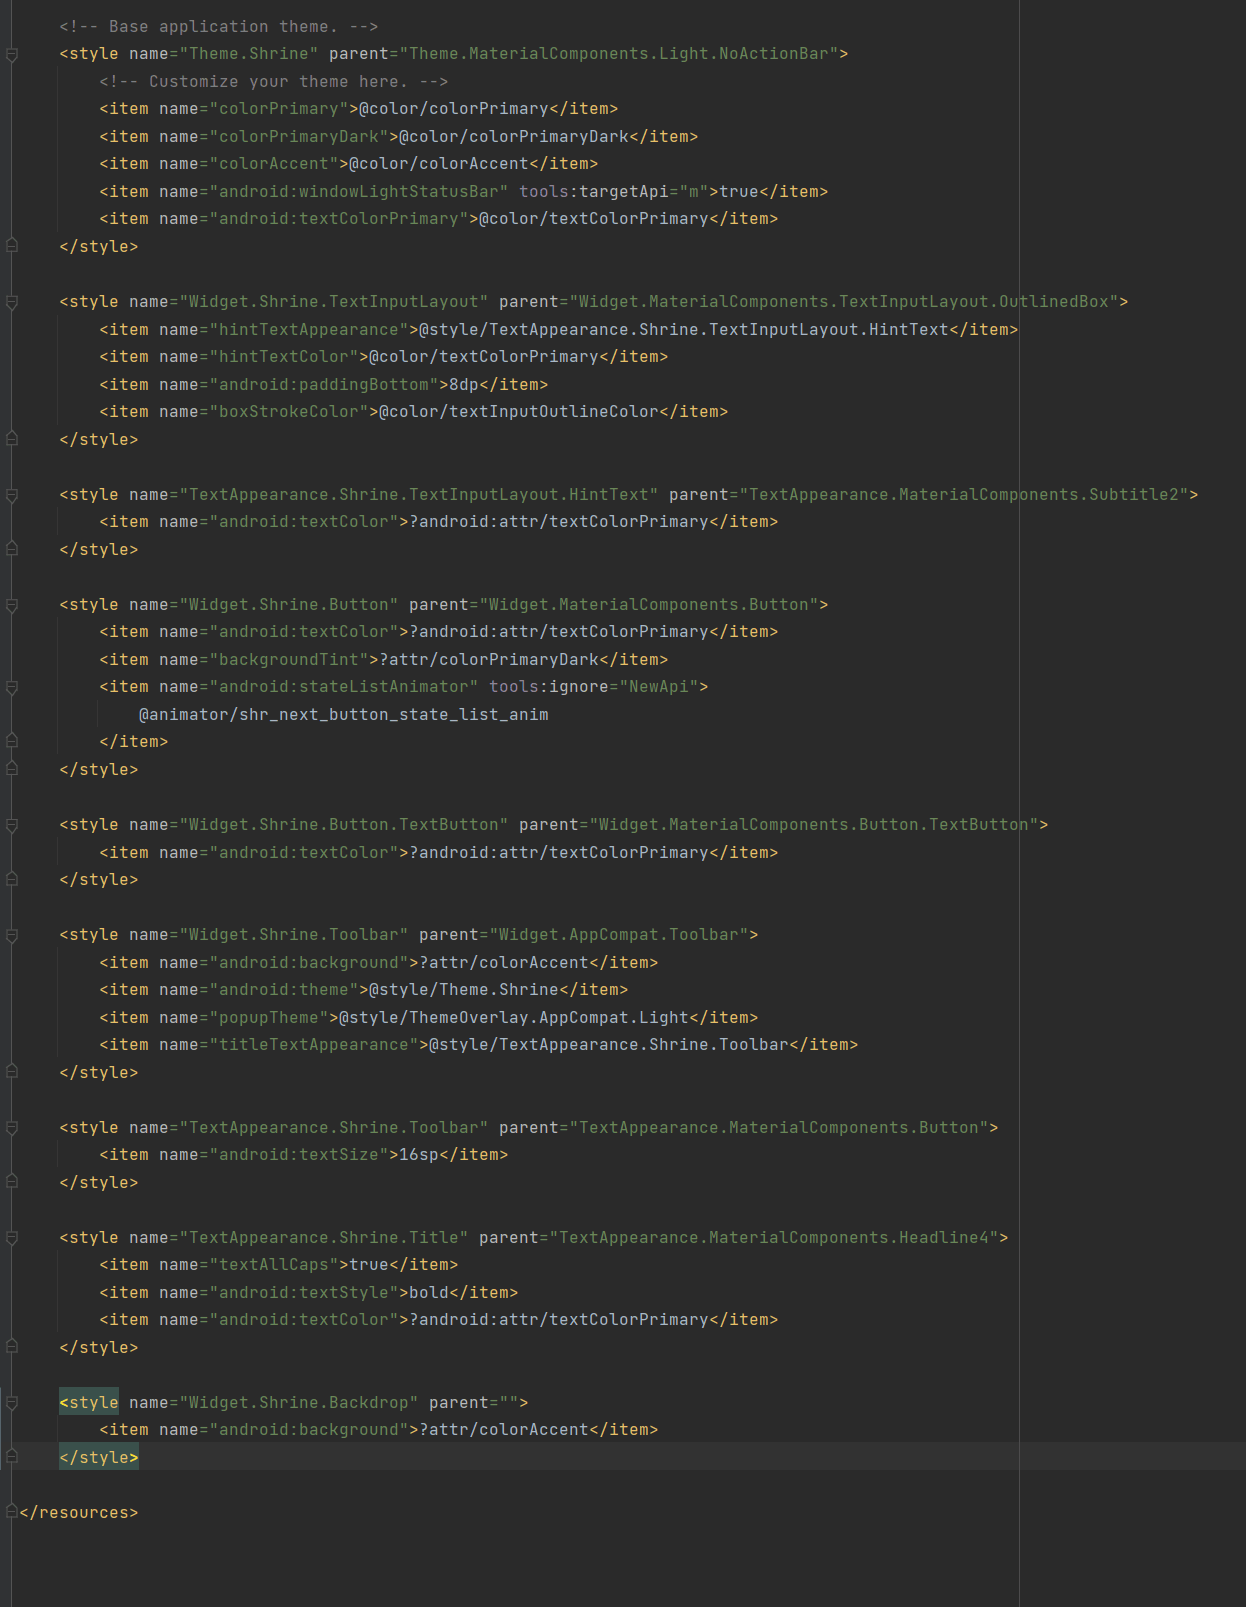 <!-- Base application theme. -->
<style name="Theme.Shrine" parent="Theme.MaterialComponents.Light.NoActionBar">
<!-- Customize your theme here. -->
<item name="colorPrimary">@color/colorPrimary</item>
<item name="colorPrimaryDark">@color/colorPrimaryDark</item>
<item name="colorAccent">@color/colorAccent</item>
<item name="android:windowLightStatusBar" tools:targetApi="m">true</item>
<item name="android:textColorPrimary">@color/textColorPrimary</item>
</style>
<style name="Widget.Shrine.TextInputLayout" parent="Widget.MaterialComponents.TextInputLayout.OutlinedBox">
<item name="hintTextAppearance">@style/TextAppearance.Shrine.TextInputLayout.HintText</item>
<item name="hintTextColor">@color/textColorPrimary</item>
<item name="android:paddingBottom">8dp</item>
<item name="boxStrokeColor">@color/textInputOutlineColor</item>
</style>
<style name="TextAppearance.Shrine.TextInputLayout.HintText" parent="TextAppearance.MaterialComponents.Subtitle2">
<item name="android:textColor">?android:attr/textColorPrimary</item>
</style>
<style name="Widget.Shrine.Button" parent="Widget.MaterialComponents.Button">
<item name="android:textColor">?android:attr/textColorPrimary</item>
<item name="backgroundTint">?attr/colorPrimaryDark</item>
<item name="android:stateListAnimator" tools:ignore="NewApi">
@animator/shr_next_button_state_list_anim
</item>
</style>
<style name="Widget.Shrine.Button.TextButton" parent="Widget.MaterialComponents.Button.TextButton">
<item name="android:textColor">?android:attr/textColorPrimary</item>
</style>
<style name="Widget.Shrine.Toolbar" parent="Widget.AppCompat.Toolbar">
<item name="android:background">?attr/colorAccent</item>
<item name="android:theme">@style/Theme.Shrine</item>
<item name="popupTheme">@style/ThemeOverlay.AppCompat.Light</item>
<item name="titleTextAppearance">@style/TextAppearance.Shrine.Toolbar</item>
</style>
<style name="TextAppearance.Shrine.Toolbar" parent="TextAppearance.MaterialComponents.Button">
<item name="android:textSize">16sp</item>
</style>
<style name="TextAppearance.Shrine.Title" parent="TextAppearance.MaterialComponents.Headline4">
<item name="textAllCaps">true</item>
<item name="android:textStyle">bold</item>
<item name="android:textColor">?android:attr/textColorPrimary</item>
</style>
<style name="Widget.Shrine.Backdrop" parent="">
<item name="android:background">?attr/colorAccent</item>
</style>
</resources>